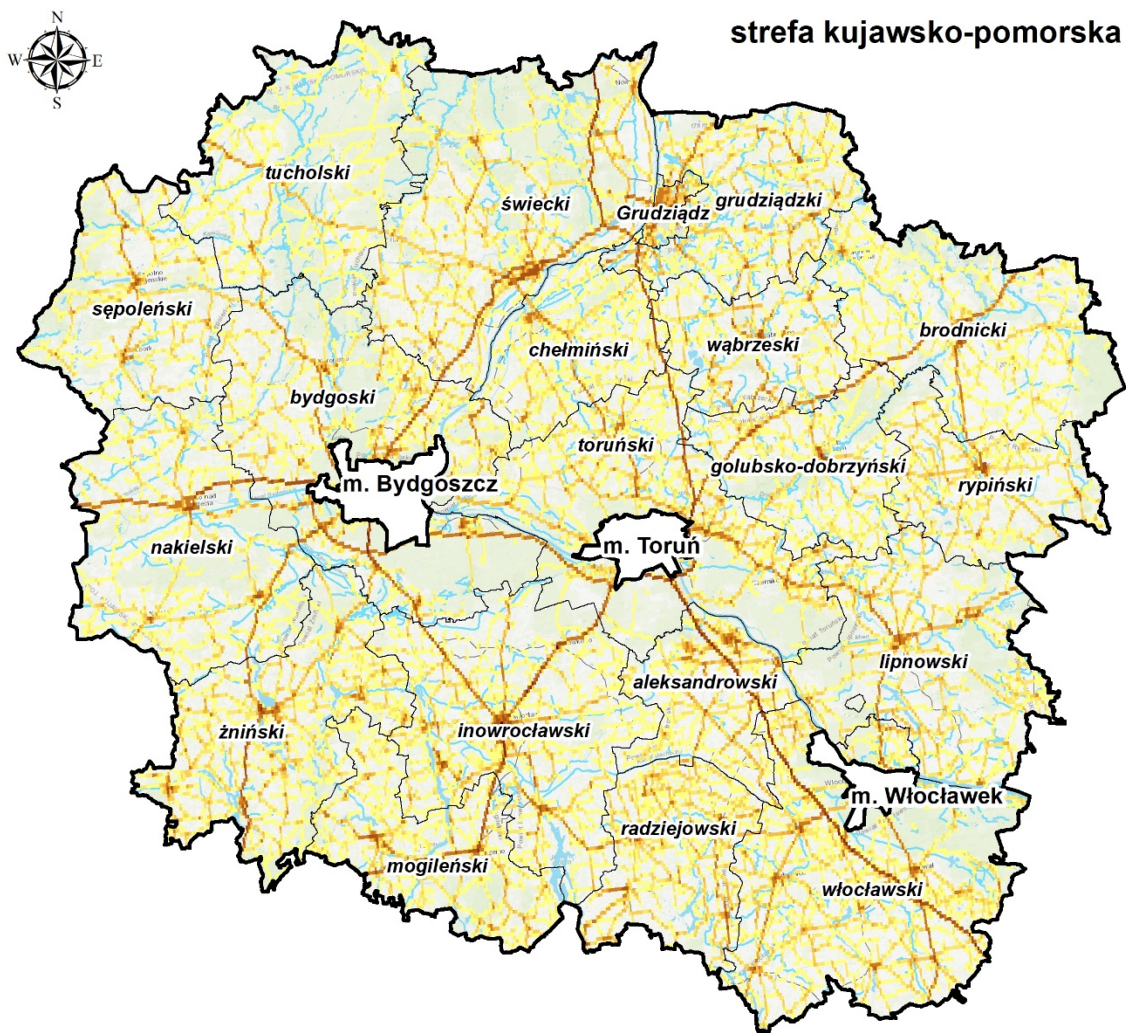 strefa kujawsko-pomorska
N
W E
S
tucholski
świecki
Grudziądz
grudziądzki
sępoleński
brodnicki
chełmiński
wąbrzeski
bydgoski
toruński
golubsko-dobrzyński
rypiński
m. Bydgoszcz
nakielski
m. Toruń
lipnowski
aleksandrowski
żniński
inowrocławski
m. Włocławek
radziejowski
mogileński
włocławski